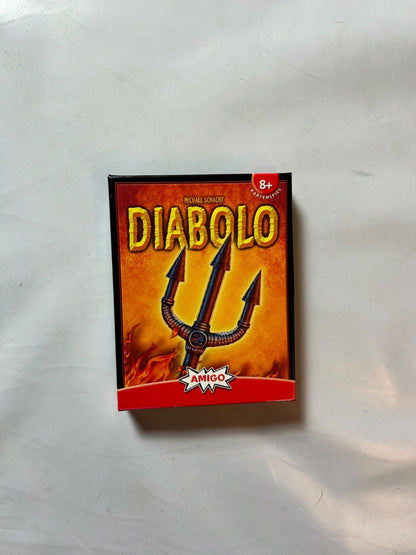 8+
KARTENSPIEL
MICHAEL SCHACHT
DIABOLO
AMIGO